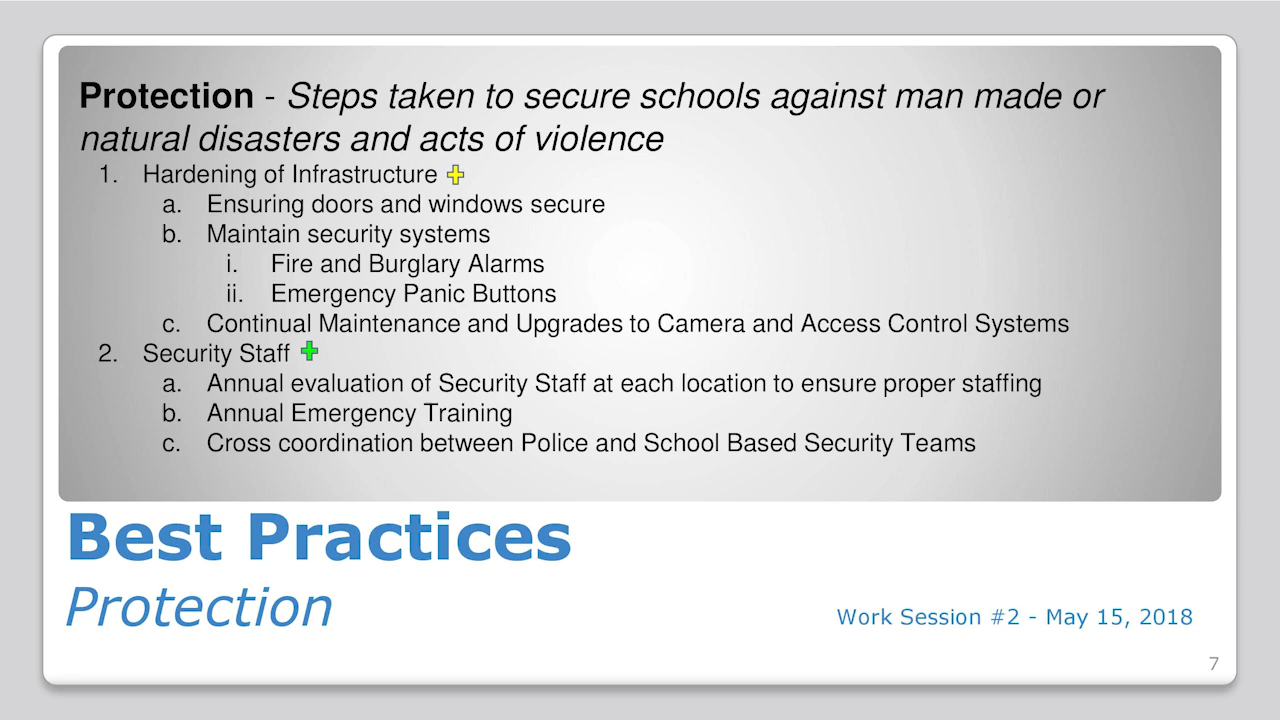 Protection - Steps taken to secure schools against man made or
natural disasters and acts of violence
1. Hardening of Infrastructure
a. Ensuring doors and windows secure
b. Maintain security systems
i. Fire and Burglary Alarms
ii. Emergency Panic Buttons
c. Continual Maintenance and Upgrades to Camera and Access Control Systems
2. Security Staff
a. Annual evaluation of Security Staff at each location to ensure proper staffing
b. Annual Emergency Training
c. Cross coordination between Police and School Based Security Teams
Best Practices
Protection
Work Session #2 - May 15, 2018
7